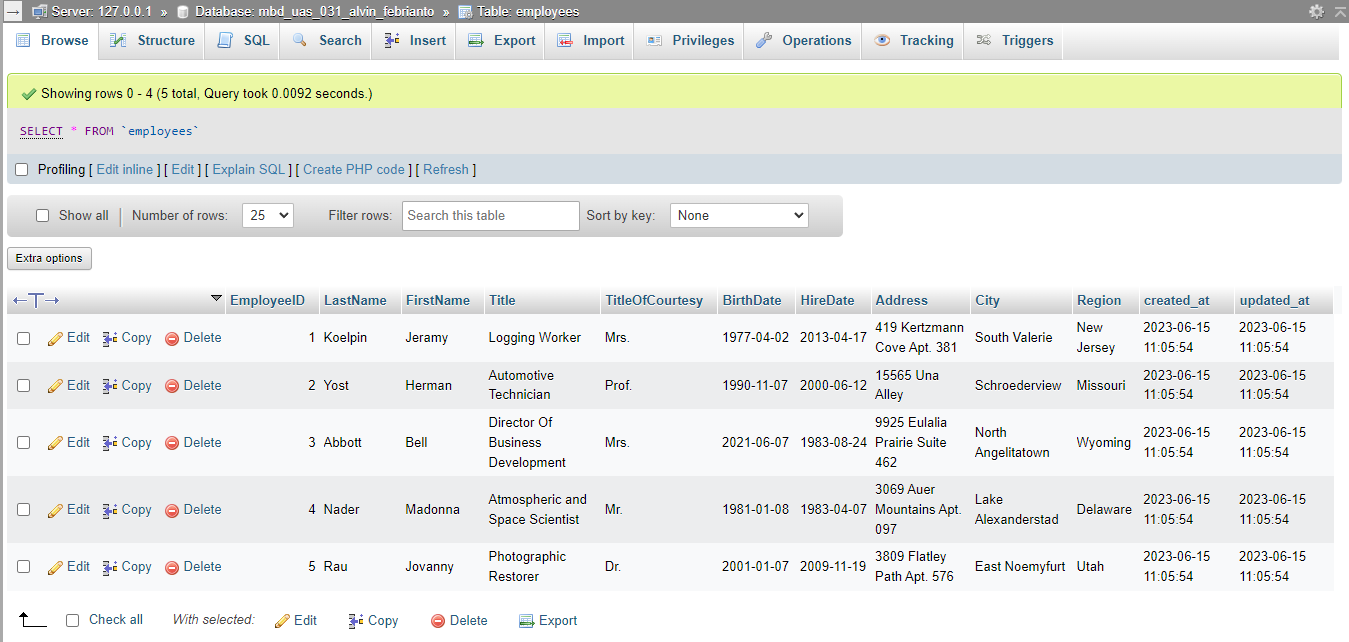 Server: 127.0.0.1 » Database: mbd_uas_031_alvin_febrianto » Table: employees
Browse Structure SQL Search Insert Export Import Privileges Operations Tracking Triggers
Showing rows 0 - 4 (5 total, Query took 0.0092 seconds.)
SELECT * FROM `employees`
Profiling [ Edit inline ] [ Edit ] [ Explain SQL ] [ Create PHP code ] [ Refresh ]
Show all Number of rows: 25 Filter rows: Search this table Sort by key: None
Extra options
←T→ EmployeeID LastName FirstName Title TitleOfCourtesy BirthDate HireDate Address City Region created_at updated_at
Edit Copy Delete 1 Koelpin Jeramy Logging Worker Mrs. 1977-04-02 2013-04-17 419 Kertzmann South Valerie New 2023-06-15 2023-06-15
Cove Apt. 381 Jersey 11:05:54 11:05:54
Edit Copy Delete 2 Yost Herman Automotive Prof. 1990-11-07 2000-06-12 15565 Una Schroederview Missouri 2023-06-15 2023-06-15
Technician Alley 11:05:54 11:05:54
Director Of 9925 Eulalia
Edit Copy Delete 3 Abbott Bell Business Mrs. 2021-06-07 1983-08-24 Prairie Suite North Wyoming 2023-06-15 2023-06-15
Development 462 Angelitatown 11:05:54 11:05:54
3069 Auer
Edit Copy Delete 4 Nader Madonna Atmospheric and Mr. 1981-01-08 1983-04-07 Mountains Apt. Lake Delaware 2023-06-15 2023-06-15
Space Scientist 097 Alexanderstad 11:05:54 11:05:54
Edit Copy Delete 5 Rau Jovanny Photographic Dr. 2001-01-07 2009-11-19 3809 Flatley East Noemyfurt Utah 2023-06-15 2023-06-15
Restorer Path Apt. 576 11:05:54 11:05:54
Check all With selected: Edit Copy Delete Export